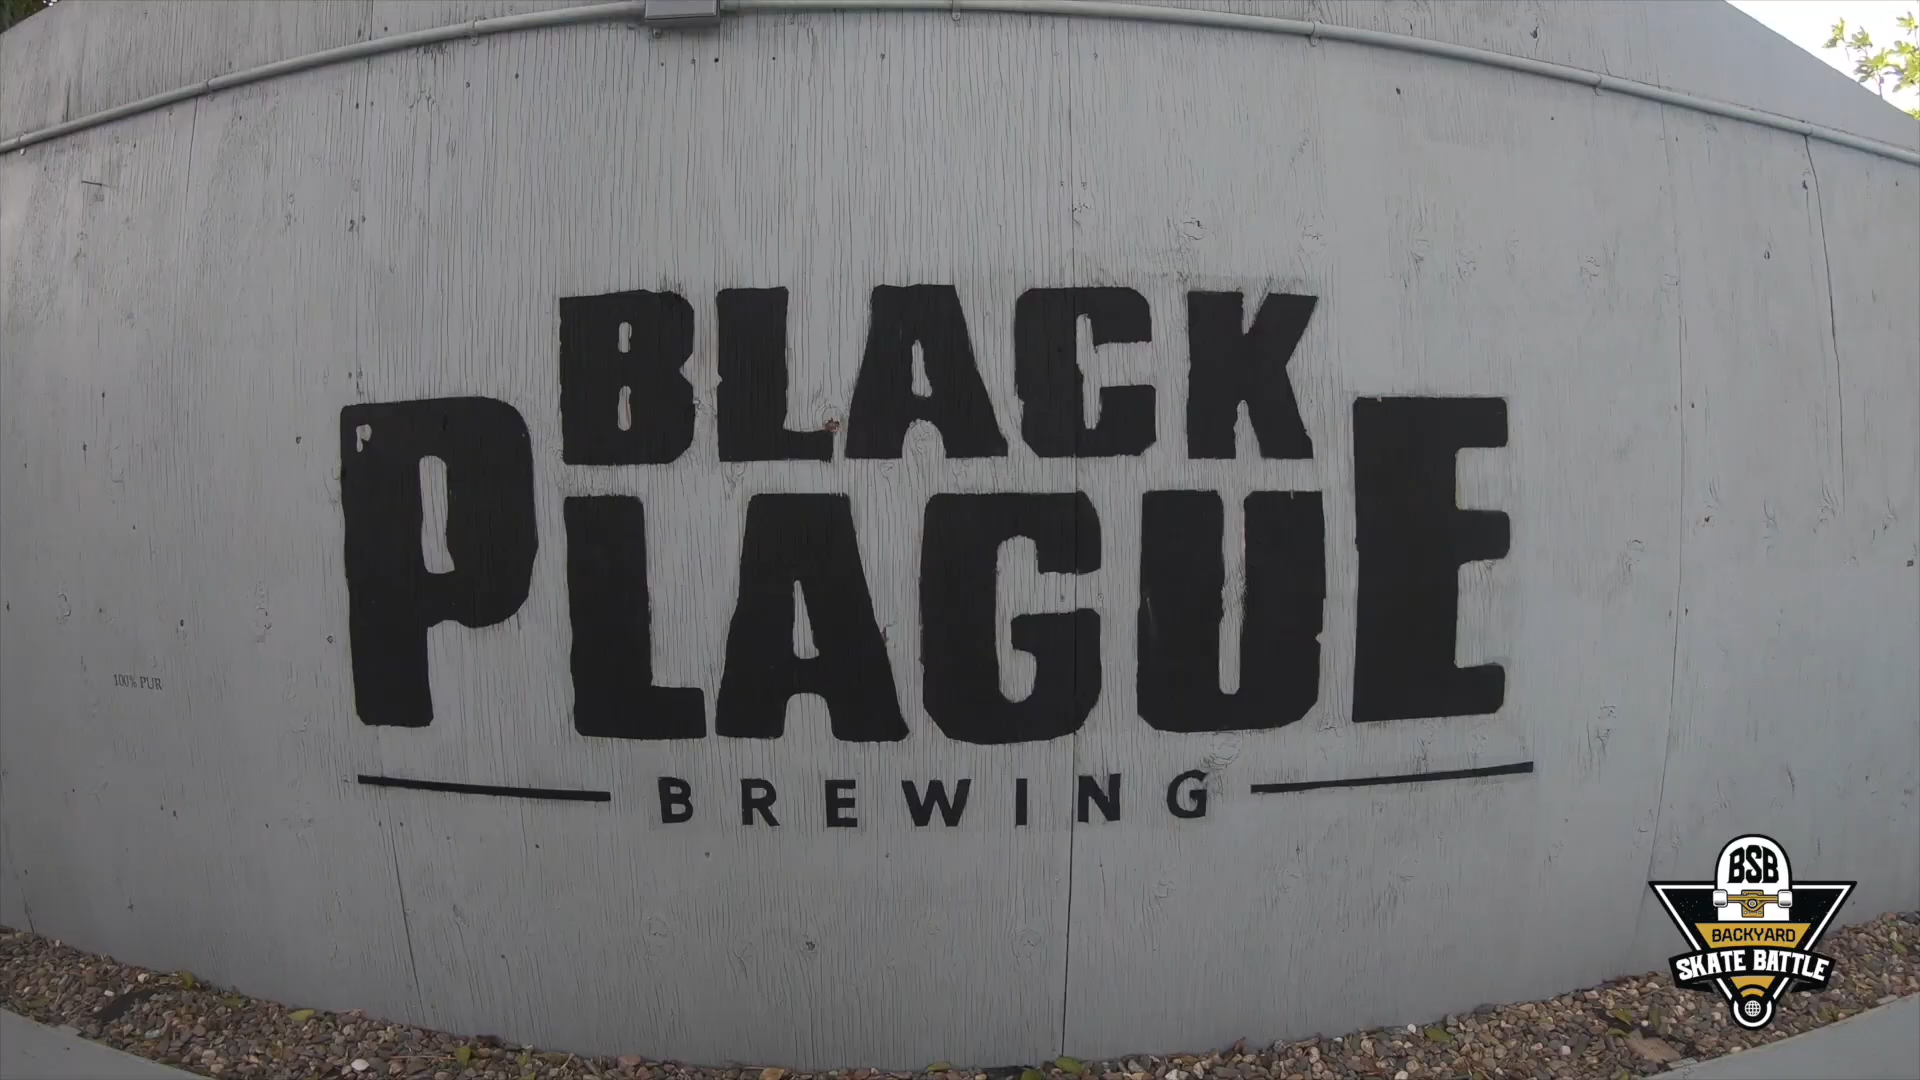 BLACK
PLAGUE
BREWING
100% PUR
BSB
BACKYARD
SKATE BATTLE